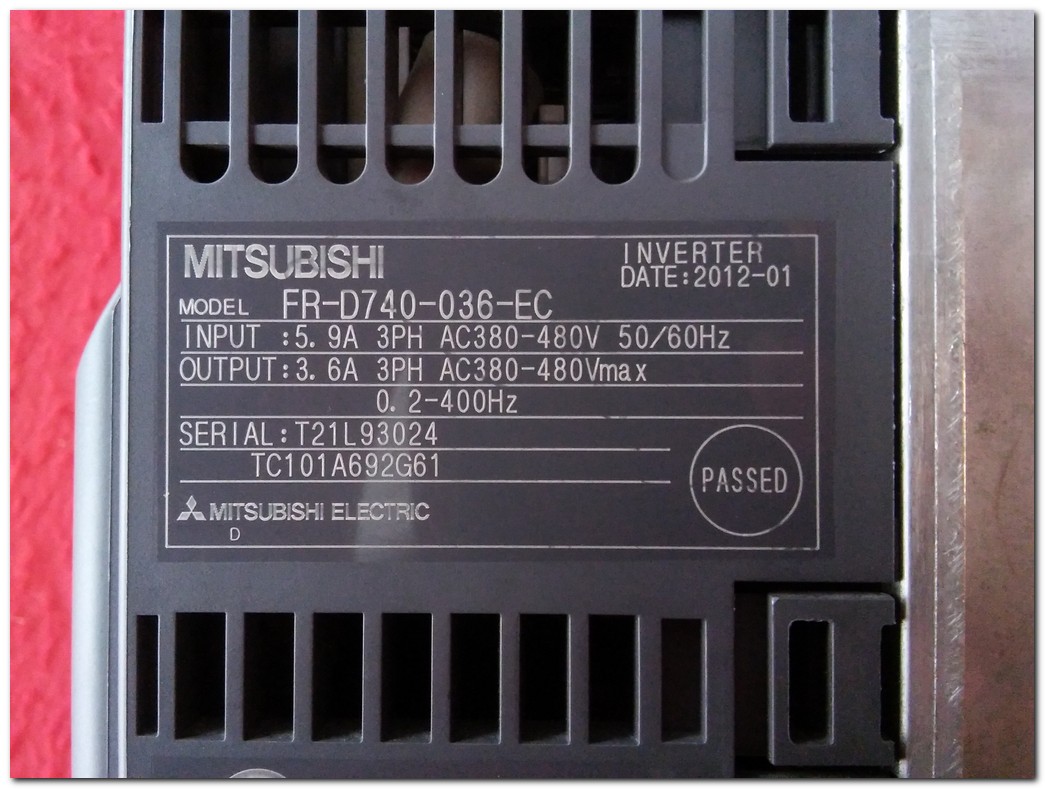 MITSUBISHI
INVERTER
DATE:2012-01
MODEL FR-D740-036-EC
INPUT :5.9A 3PH AC380-480V 50/60Hz
OUTPUT:3.6A 3PH AC380-480Vmax
0.2-400Hz
SERIAL:T21L93024
TC101A692G61
PASSED
MITSUBISHI ELECTRIC
D